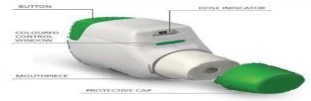 BUTTON
DOSE INDICATOR
COLOURED
CONTROL
WINDOW
MOUTHPIECE
PROTECTIVE CAP